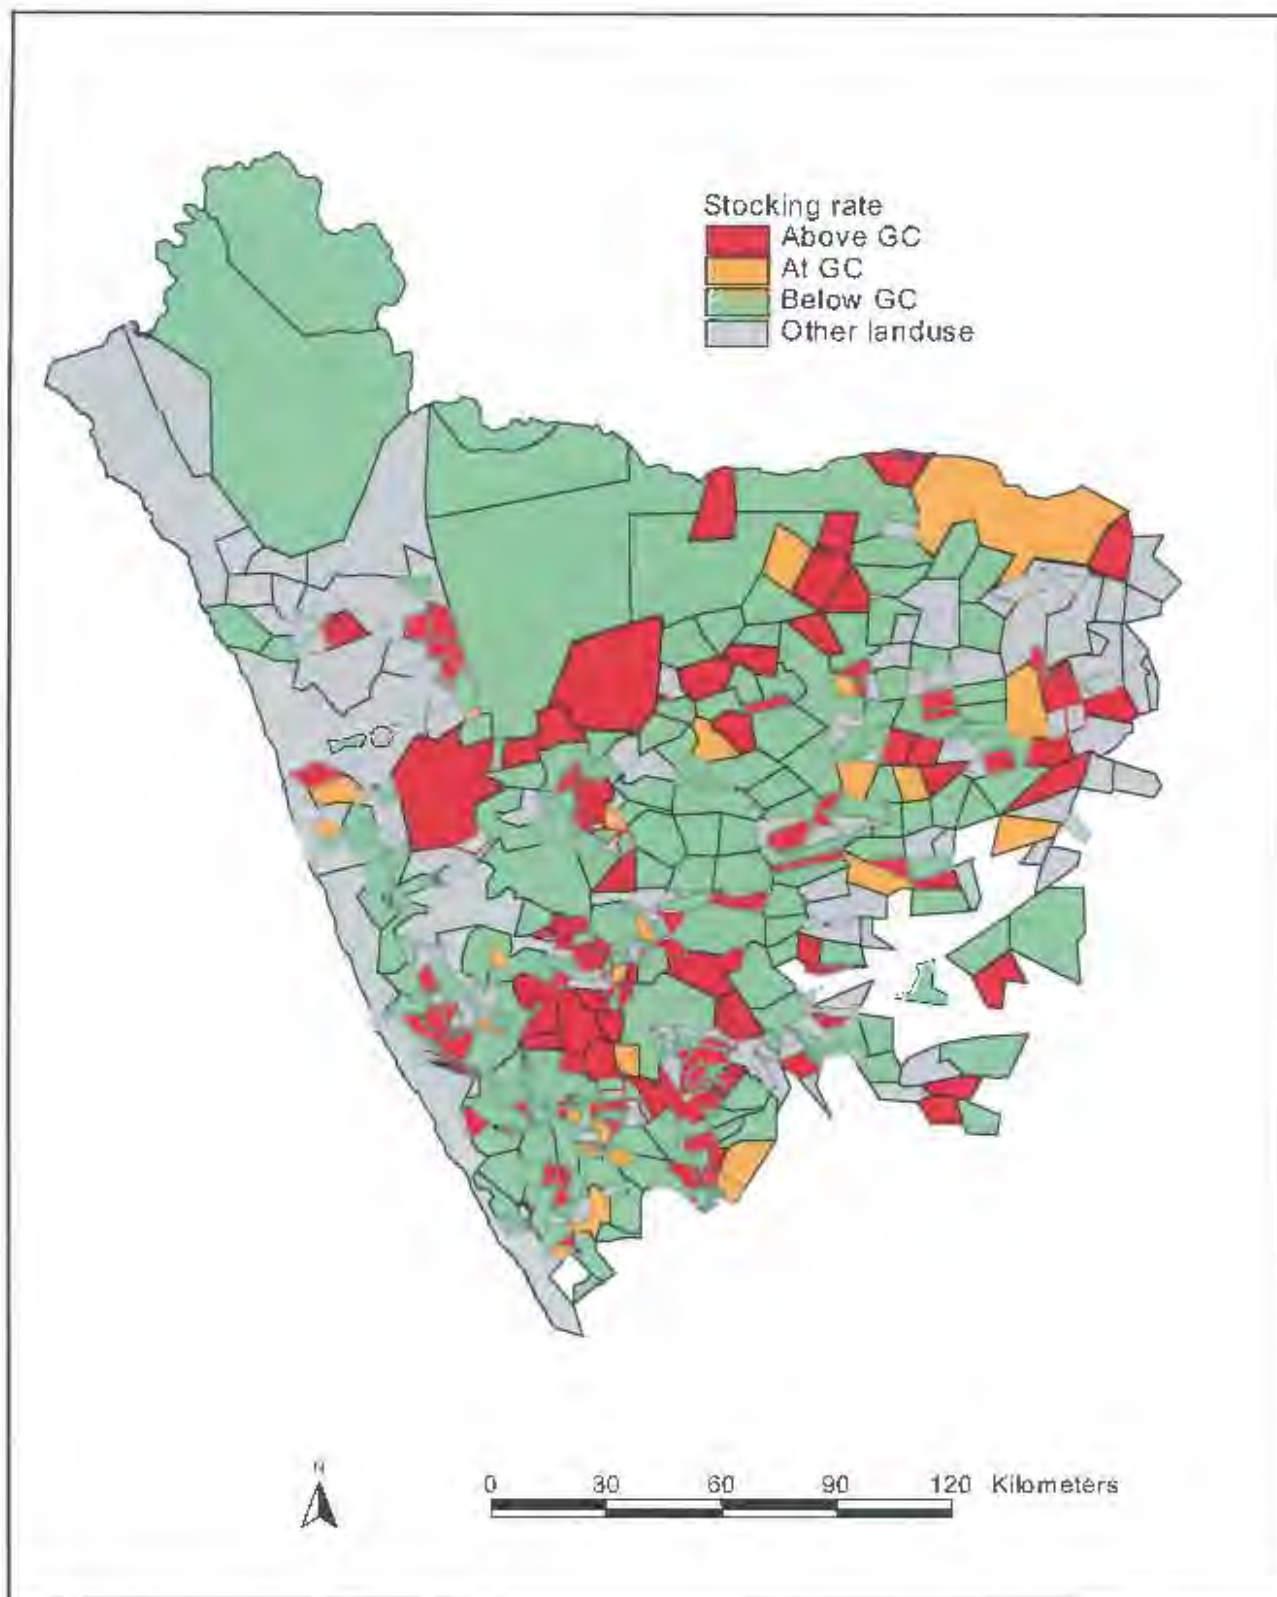 Stocking rate
Above GC
At GC
Below GC
Other landuse
N
0 30 60 90 120 Kilometers